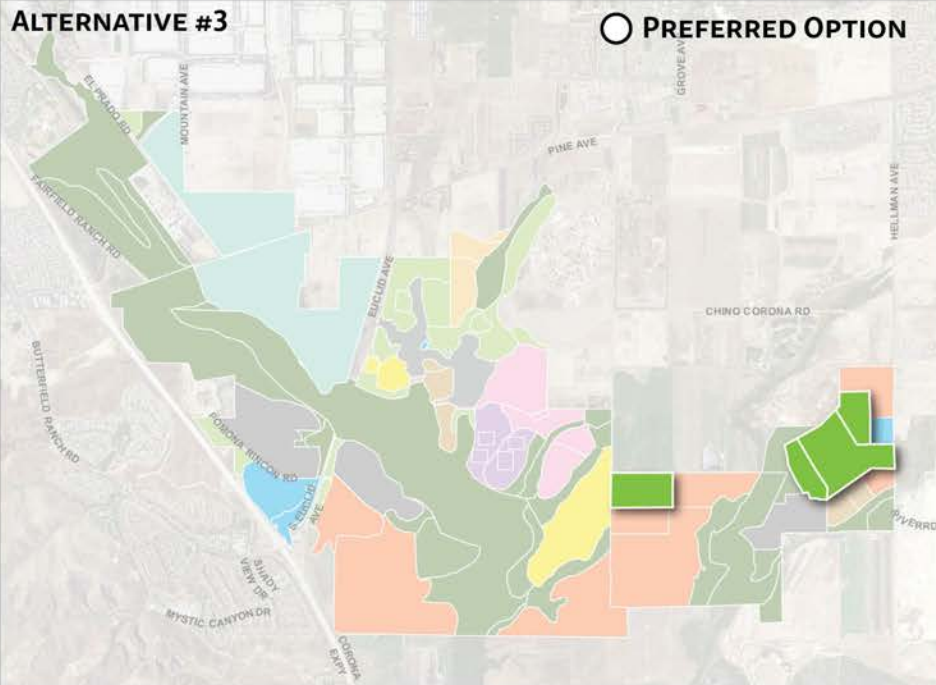 ALTERNATIVE #3
PREFERRED OPTION
EL PRADO RD
MOUNTAIN AVE
GROVE AV
PINE AVE
FAIRFIELD RANCH RD
HELLMAN AVE
EUCLID AVE
CHINO CORONA RD
BUTTERFIELD RANCH RD
POMONA RINCON RD
S EUCLID
AVE
RIVERRD
SHADY
VIEW DR
MYSTIC CANYON DR
CORONA
EXPY